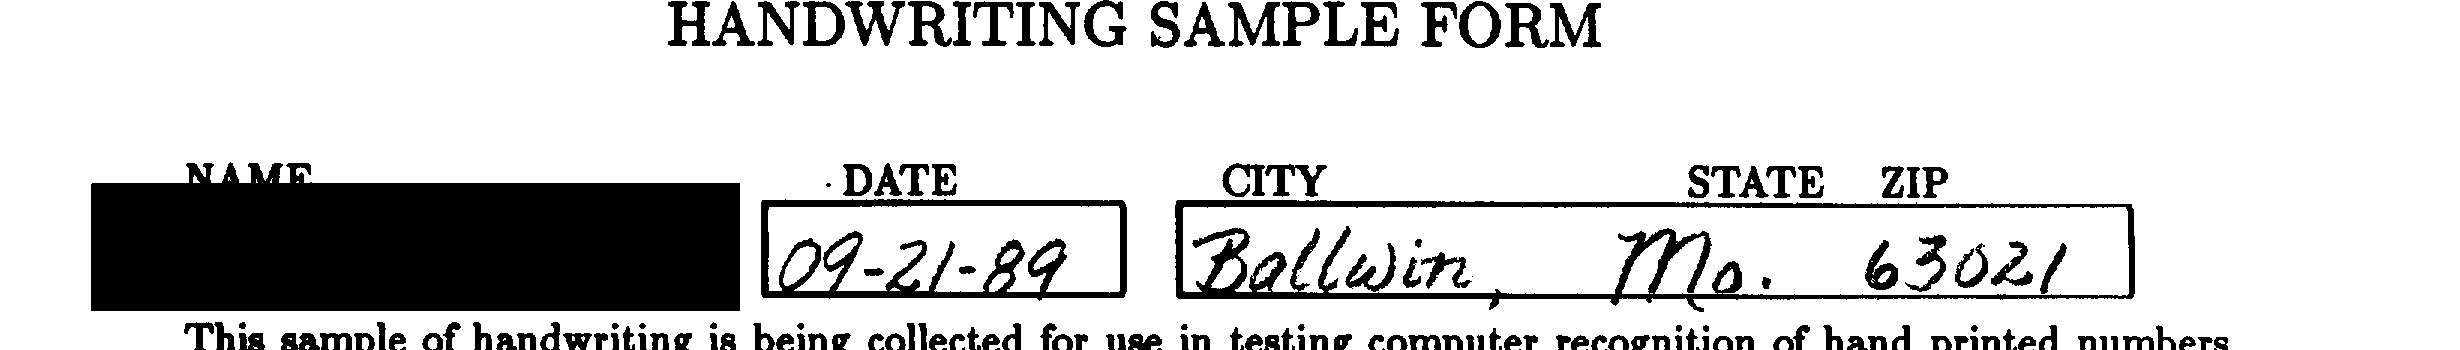 HANDWRITING SAMPLE FORM
NAME DATE CITY STATE ZIP
09-21-89 Ballwin, Mo. 63021
This sample of handwriting is being collected for use in testing computer recognition of hand printed numbers